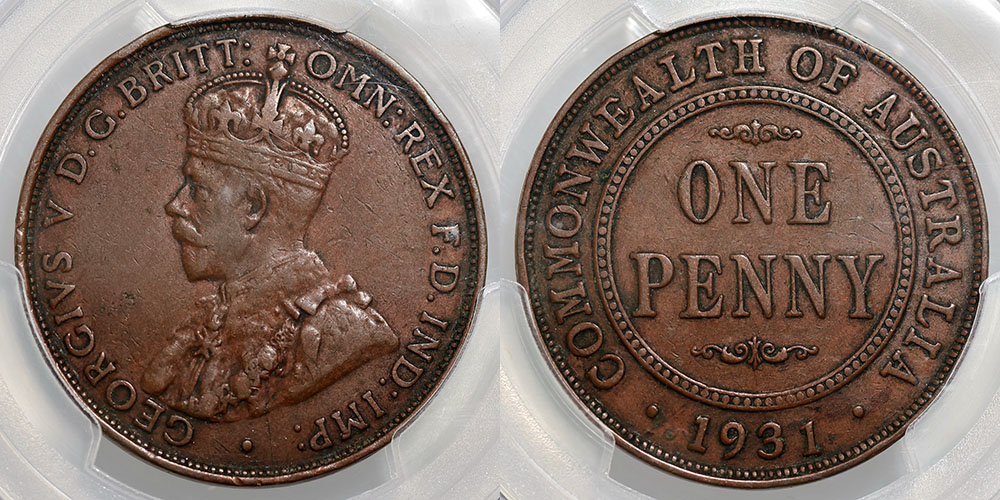 GEORGIVS V D.G.BRITT: OMN:REX F.D.IND:IMP:
COMMONWEALTH OF AUSTRALIA
ONE
PENNY
· 1931 ·